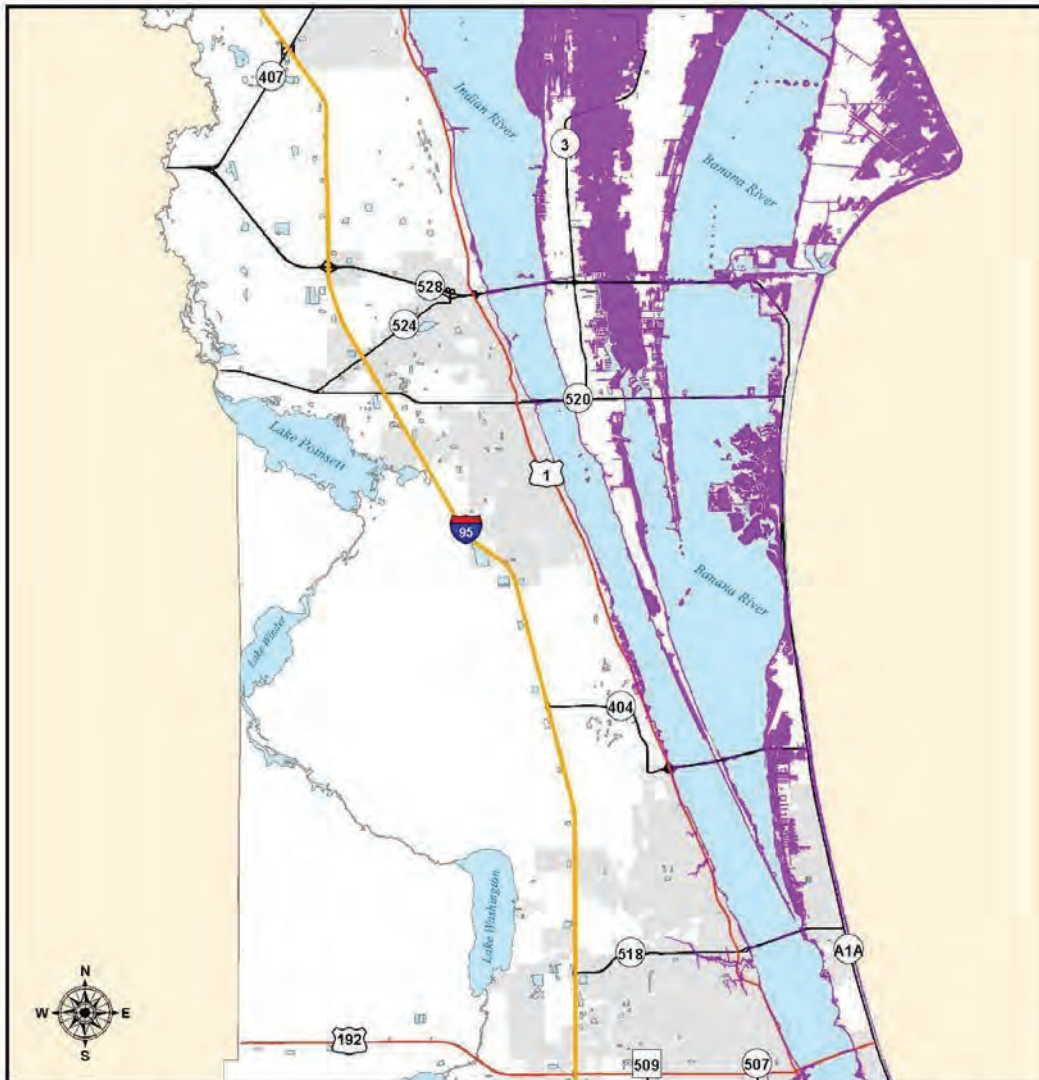 407
Indian River
3
Banana River
528
524
520
Lake Poinsett
1
95
Banana River
Lake Winder
404
Lake Washington
518
A1A
N
W
E
S
192
509
507